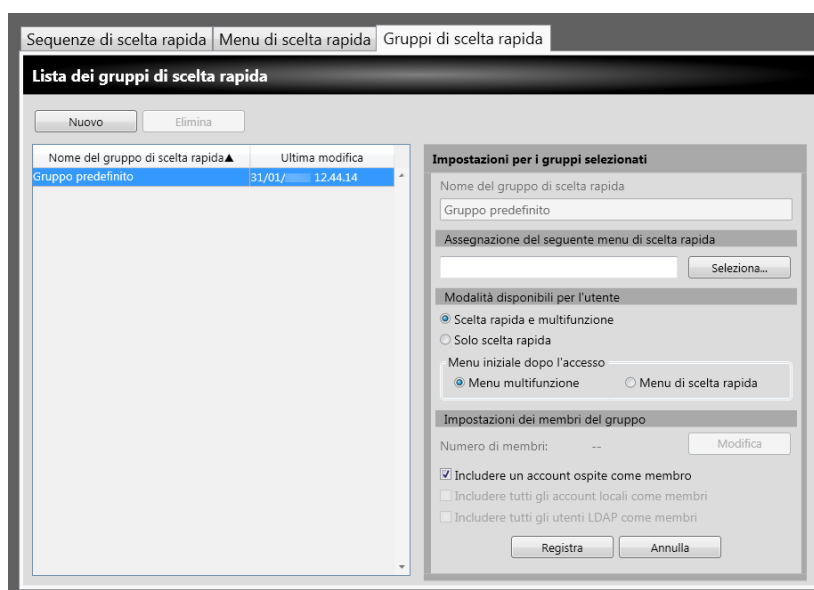 Sequenze di scelta rapida Menu di scelta rapida Gruppi di scelta rapida
Lista dei gruppi di scelta rapida
Nuovo Elimina
Nome del gruppo di scelta rapida▲ Ultima modifica
Gruppo predefinito 31/01/ 12.44.14
Impostazioni per i gruppi selezionati
Nome del gruppo di scelta rapida
Gruppo predefinito
Assegnazione del seguente menu di scelta rapida
Seleziona...
Modalità disponibili per l'utente
Scelta rapida e multifunzione
Solo scelta rapida
Menu iniziale dopo l'accesso
Menu multifunzione Menu di scelta rapida
Impostazioni dei membri del gruppo
Numero di membri: -- Modifica
Includere un account ospite come membro
Includere tutti gli account locali come membri
Includere tutti gli utenti LDAP come membri
Registra Annulla